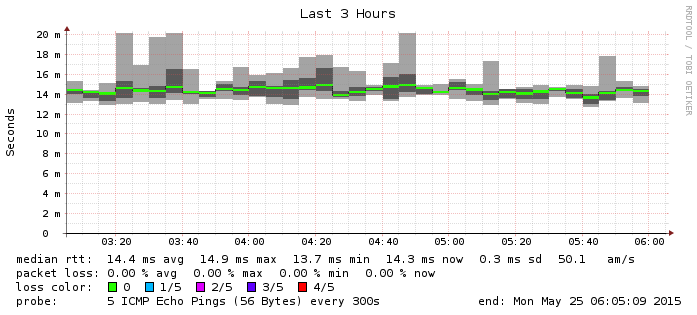 Last 3 Hours
RRDTOOL / TOBI OETIKER
Seconds
20 m
18 m
16 m
14 m
12 m
10 m
8 m
6 m
4 m
2 m
0
03:20 03:40 04:00 04:20 04:40 05:00 05:20 05:40 06:00
median rtt: 14.4 ms avg 14.9 ms max 13.7 ms min 14.3 ms now 0.3 ms sd 50.1 am/s
packet loss: 0.00 % avg 0.00 % max 0.00 % min 0.00 % now
loss color: 0 1/5 2/5 3/5 4/5
probe: 5 ICMP Echo Pings (56 Bytes) every 300s end: Mon May 25 06:05:09 2015